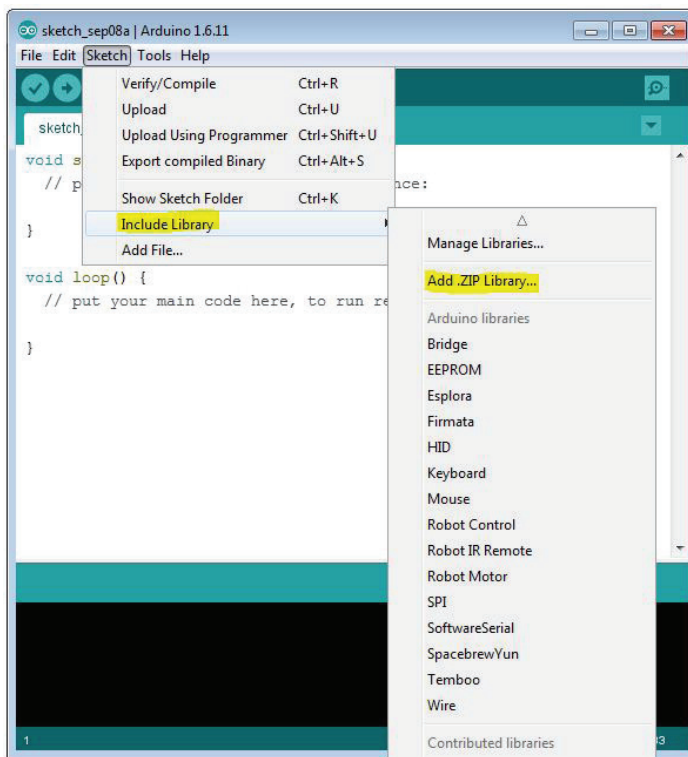 sketch_sep08a | Arduino 1.6.11
File Edit Sketch Tools Help
Verify/Compile Ctrl+R
Upload Ctrl+U
Upload Using Programmer Ctrl+Shift+U
Export compiled Binary Ctrl+Alt+S
Show Sketch Folder Ctrl+K
Include Library
Add File...
sketch_
void s
// p nce:
}
void loop() {
// put your main code here, to run re
}
Manage Libraries...
Add .ZIP Library...
Arduino libraries
Bridge
EEPROM
Esplora
Firmata
HID
Keyboard
Mouse
Robot Control
Robot IR Remote
Robot Motor
SPI
SoftwareSerial
SpacebrewYun
Temboo
Wire
Contributed libraries
1